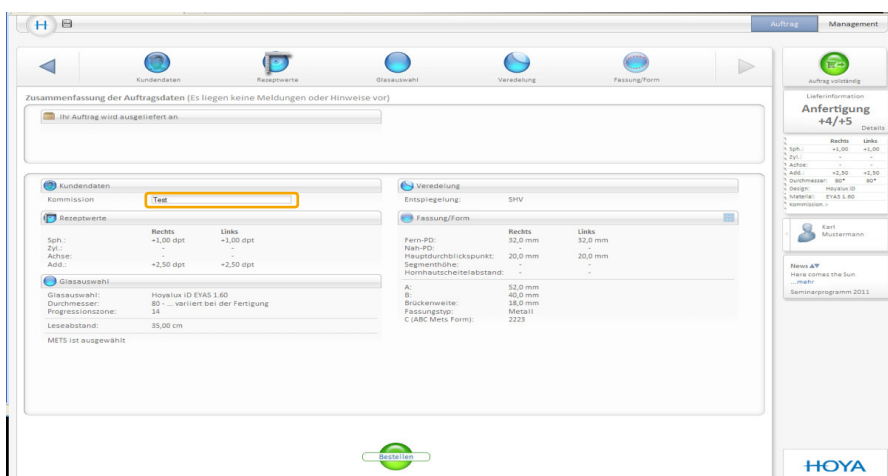 H
Auftrag Management
Kundendaten Rezeptwerte Glasauswahl Veredelung Fassung/Form
Zusammenfassung der Auftragsdaten (Es liegen keine Meldungen oder Hinweise vor)
Ihr Auftrag wird ausgeliefert an
Kundendaten
Kommission Test
Rezeptwerte
Rechts Links
Sph.: +1,00 dpt +1,00 dpt
Zyl.: - -
Achse: - -
Add.: +2,50 dpt +2,50 dpt
Glasauswahl
Glasauswahl: Hoyalux iD EYAS 1.60
Durchmesser: 80 - ... variiert bei der Fertigung
Progressionszone: 14
Leseabstand: 35,00 cm
METS ist ausgewählt
Veredelung
Entspiegelung: SHV
Fassung/Form
Rechts Links
Fern-PD: 32,0 mm 32,0 mm
Nah-PD: - -
Hauptdurchblickspunkt: 20,0 mm 20,0 mm
Segmenthöhe: - -
Hornhautscheitelabstand: - -
A: 52,0 mm
B: 40,0 mm
Brückenweite: 18,0 mm
Fassungstyp: Metall
C (ABC Mets Form): 2223
Bestellen
Auftrag vollständig
Lieferinformation
Anfertigung
+4/+5
Details
Rechts Links
Sph.: +1,00 +1,00
Zyl.: - -
Achse: - -
Add.: +2,50 +2,50
Durchmesser: 80* 80*
Design: Hoyalux iD
Material: EYAS 1.60
Kommission:-
Karl
Mustermann
News
Here comes the Sun
...mehr
Seminarprogramm 2011
HOYA